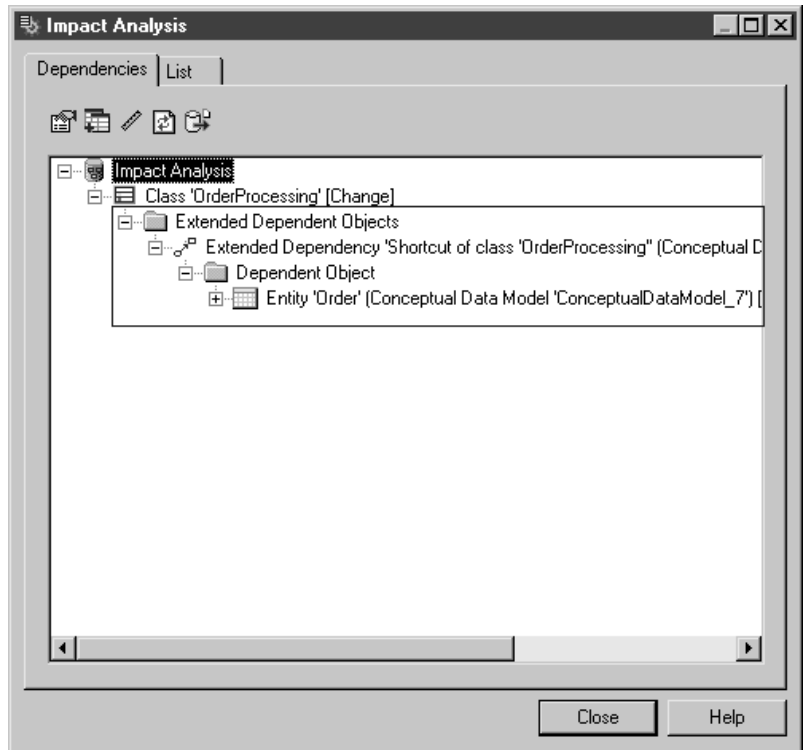 Impact Analysis
Dependencies List
Impact Analysis
Class 'OrderProcessing' [Change]
Extended Dependent Objects
Extended Dependency 'Shortcut of class 'OrderProcessing'' (Conceptual D
Dependent Object
Entity 'Order' (Conceptual Data Model 'ConceptualDataModel_7') [
Close Help